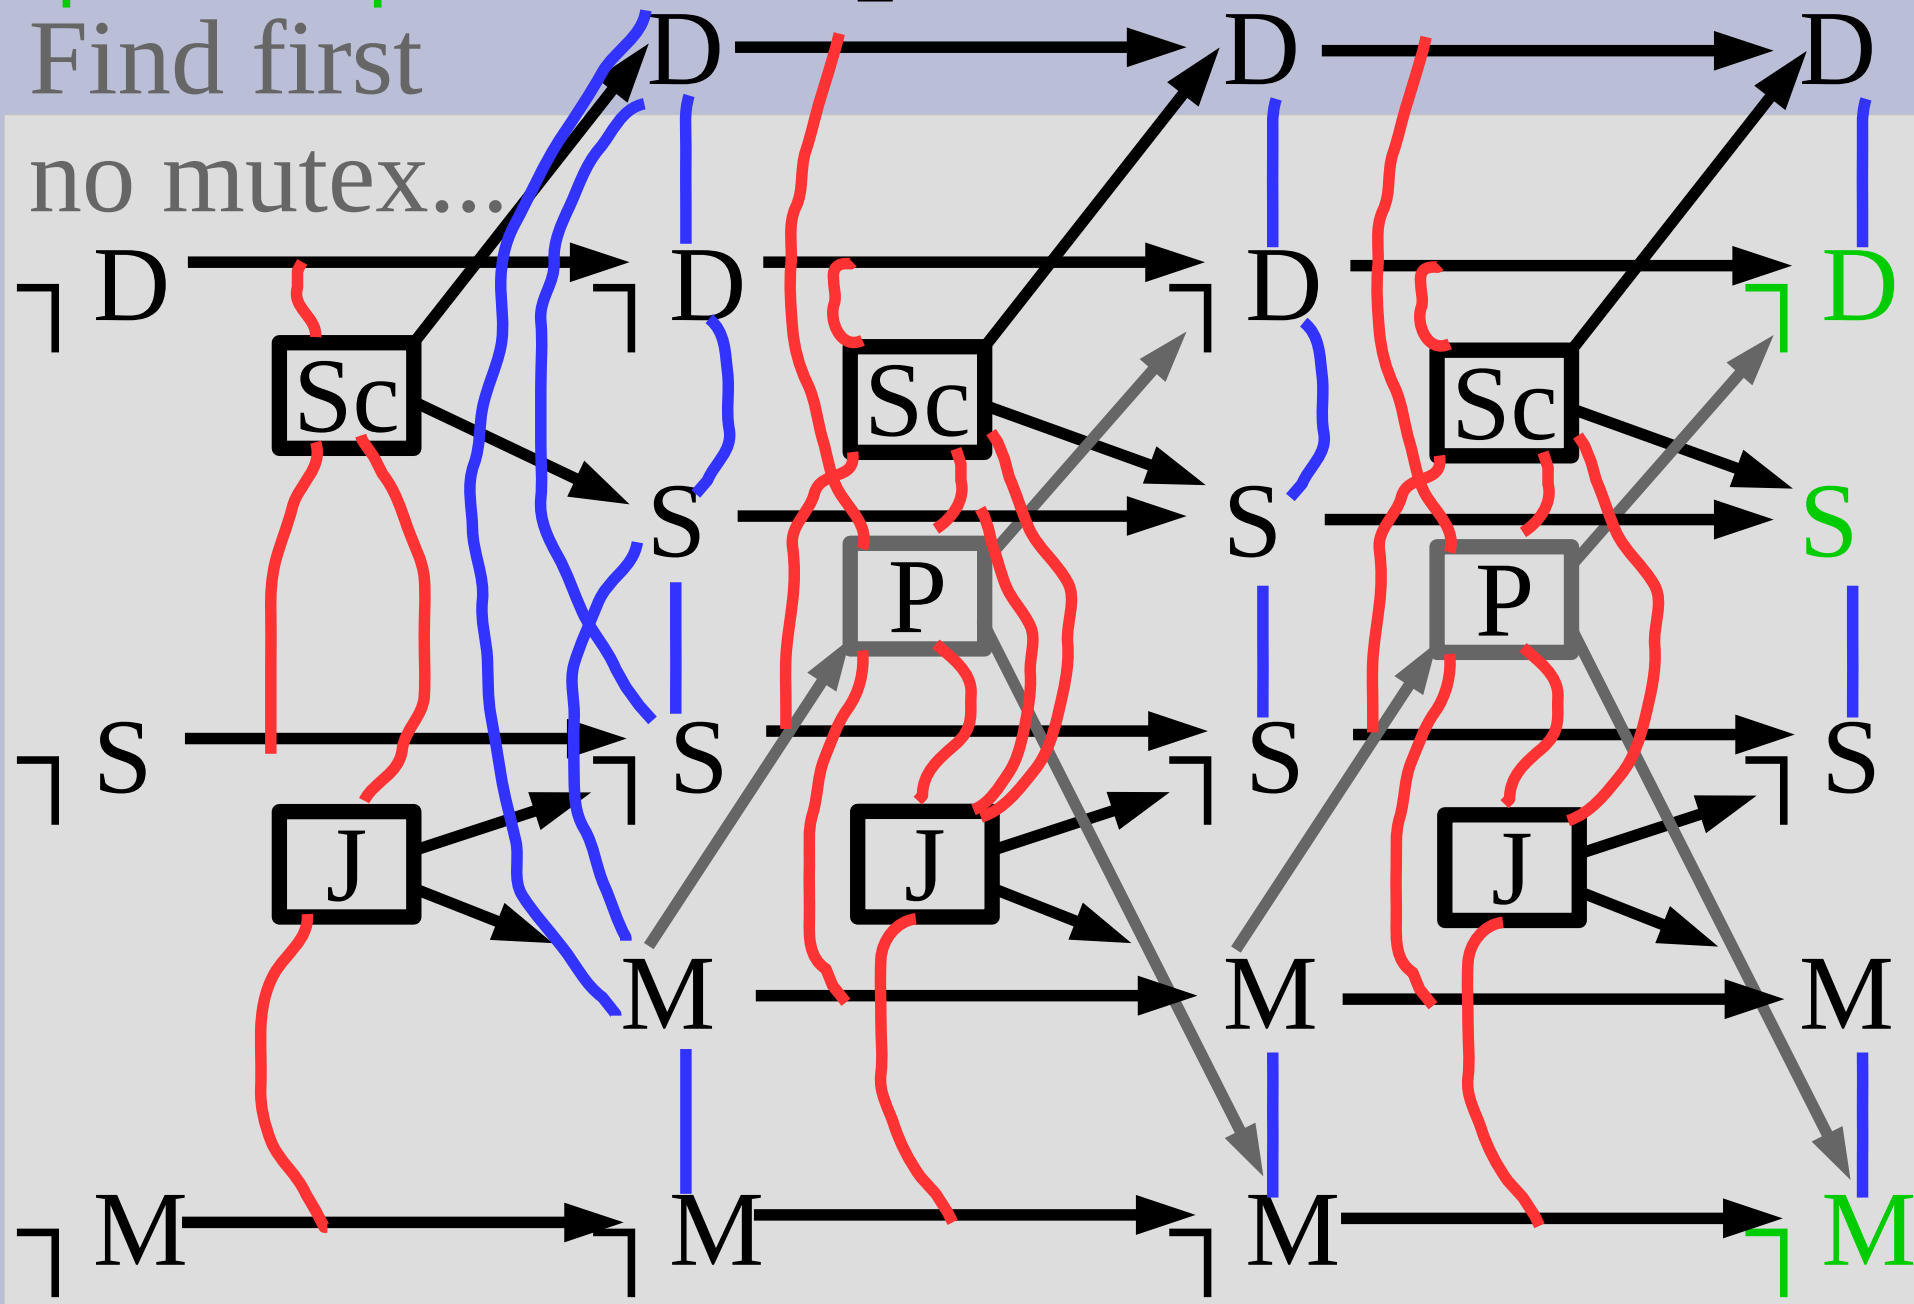 Find first D D D
no mutex...
¬D ¬D ¬D ¬D
Sc Sc Sc
S S S
P P
¬S ¬S ¬S ¬S
J J J
M M M
¬M ¬M ¬M ¬M